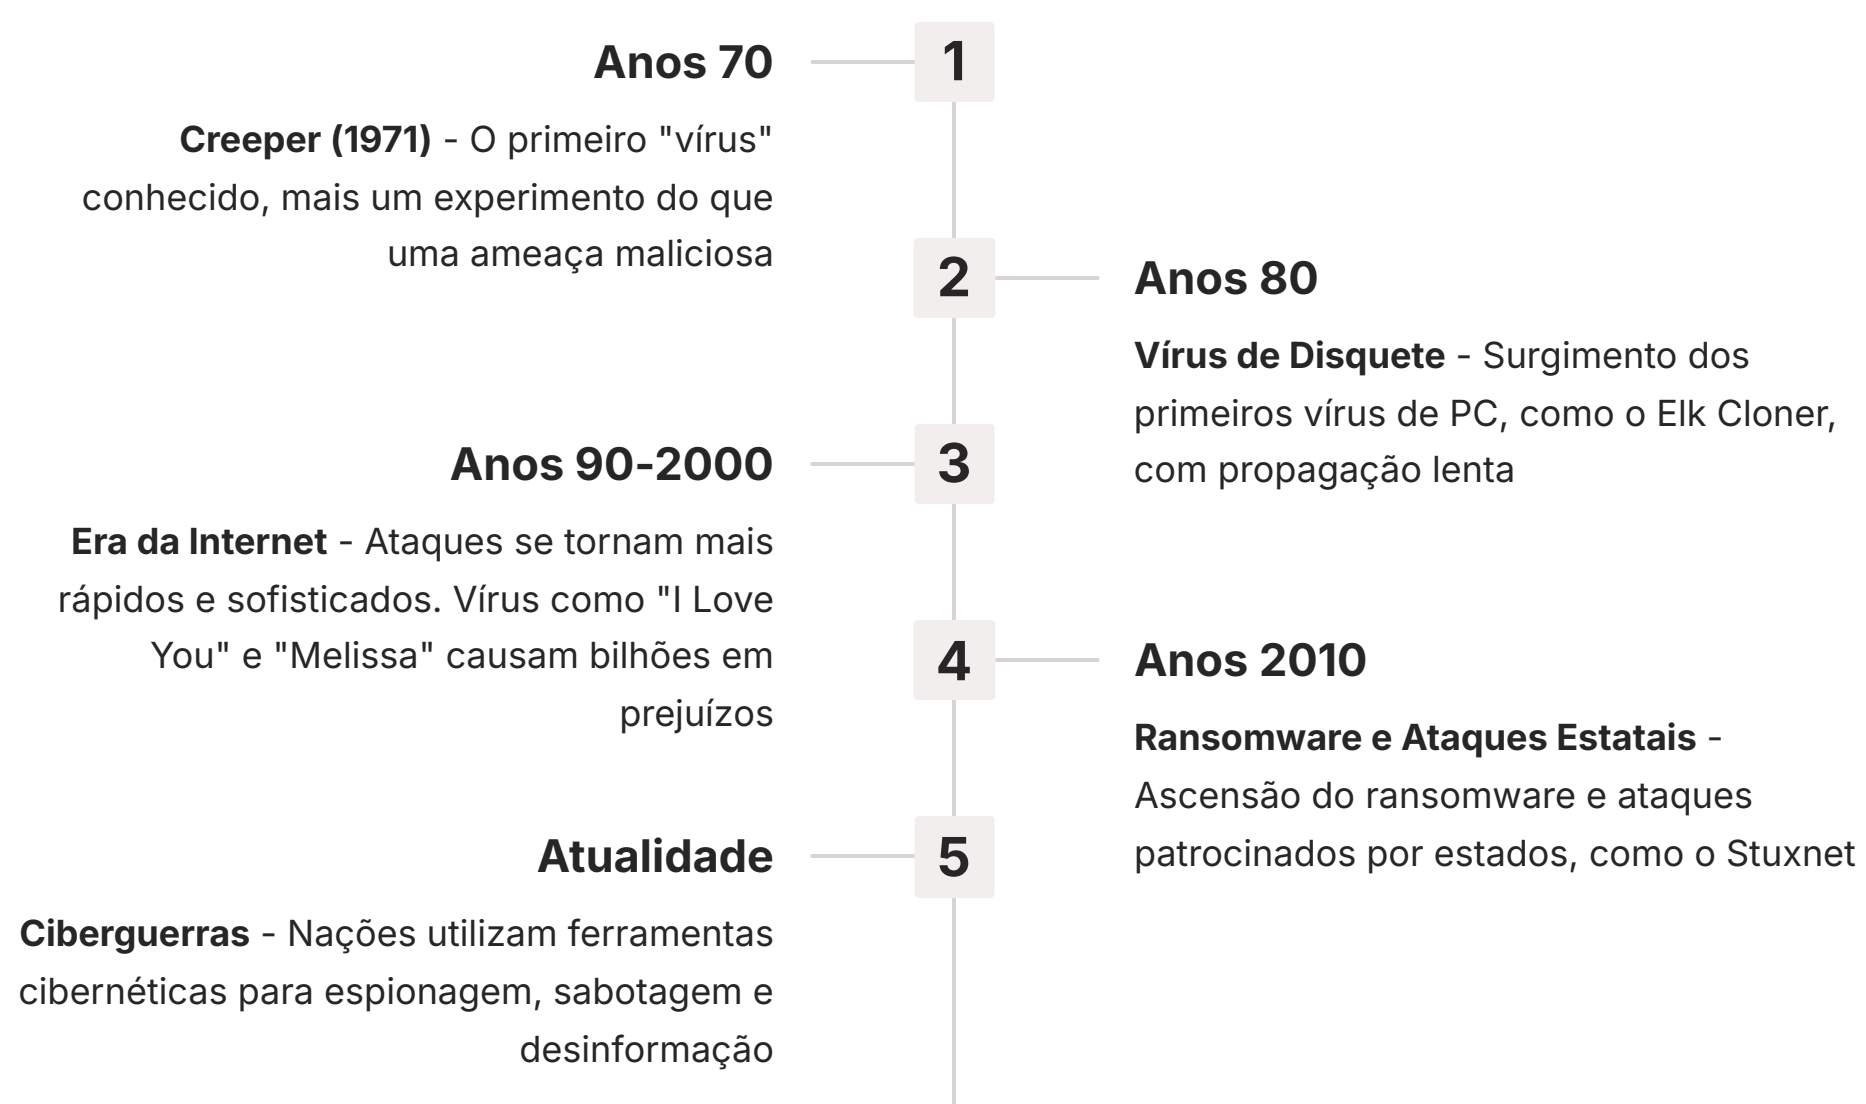 Anos 70
1
Creeper (1971) - O primeiro "vírus"
conhecido, mais um experimento do que
uma ameaça maliciosa
2
Anos 80
Vírus de Disquete - Surgimento dos
primeiros vírus de PC, como o Elk Cloner,
com propagação lenta
Anos 90-2000
3
Era da Internet - Ataques se tornam mais
rápidos e sofisticados. Vírus como "I Love
You" e "Melissa" causam bilhões em
prejuízos
4
Anos 2010
Ransomware e Ataques Estatais -
Ascensão do ransomware e ataques
patrocinados por estados, como o Stuxnet
Atualidade
5
Ciberguerras - Nações utilizam ferramentas
cibernéticas para espionagem, sabotagem e
desinformação